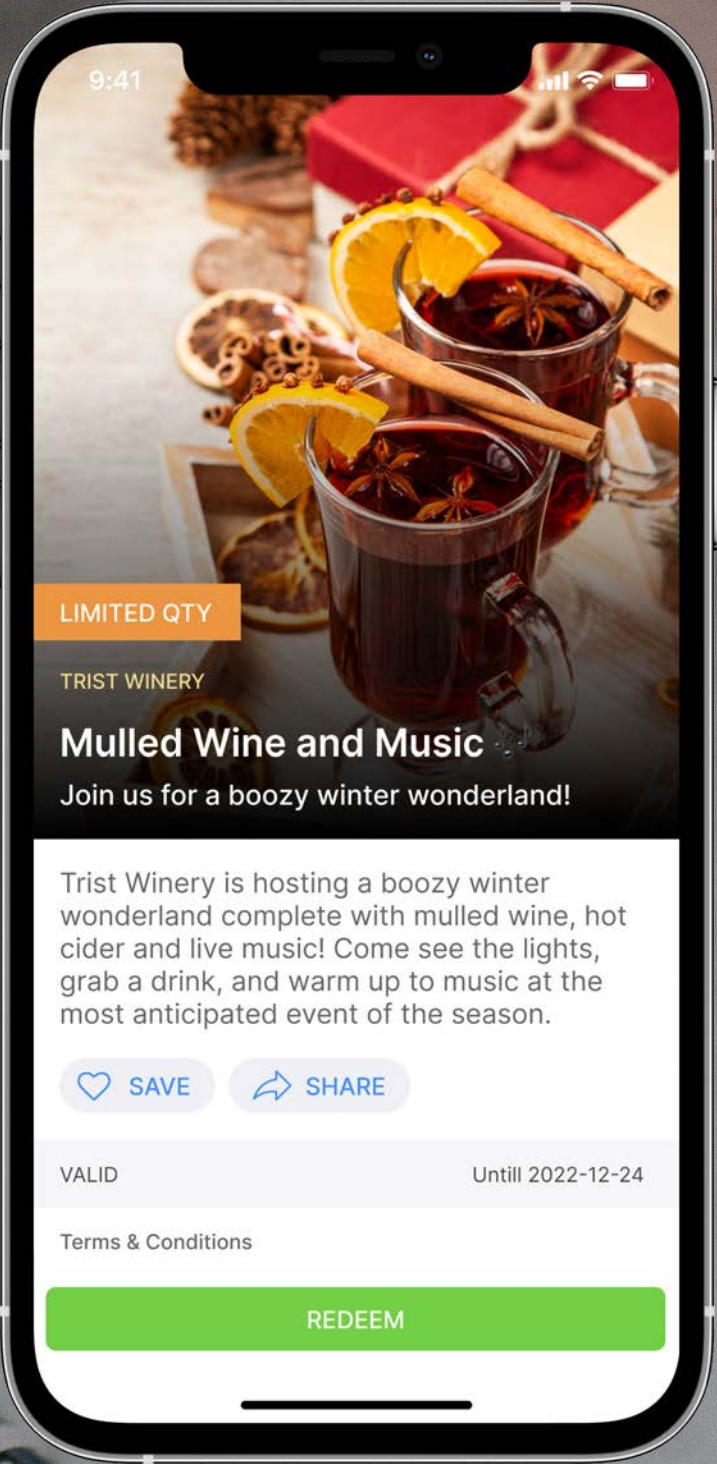 9:41
LIMITED QTY
TRIST WINERY
Mulled Wine and Music
Join us for a boozy winter wonderland!
Trist Winery is hosting a boozy winter
wonderland complete with mulled wine, hot
cider and live music! Come see the lights,
grab a drink, and warm up to music at the
most anticipated event of the season.
SAVE
SHARE
VALID
Untill 2022-12-24
Terms & Conditions
REDEEM